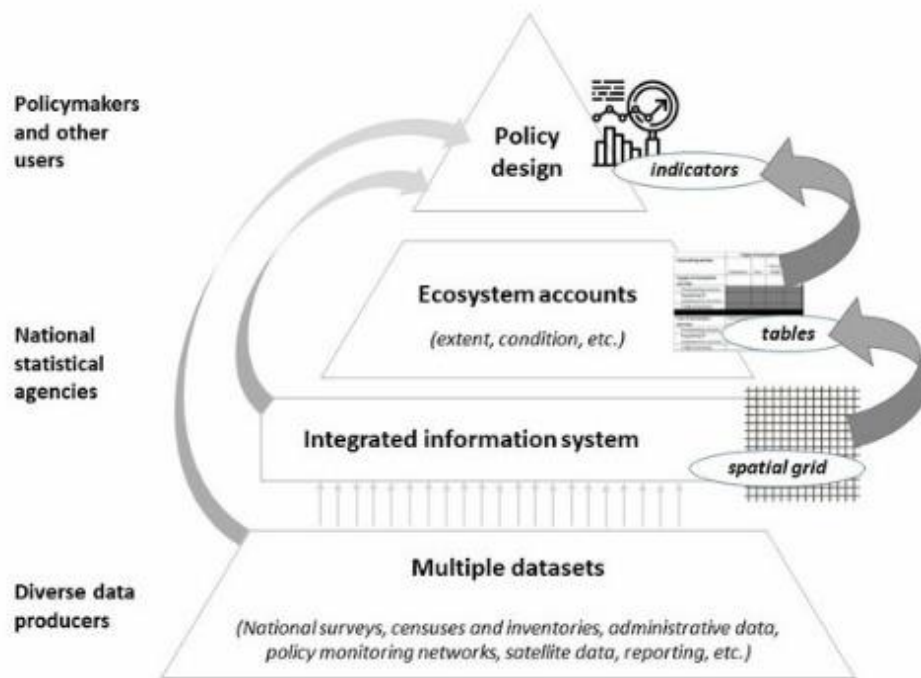 Policymakers
and other
users
Policy
design
indicators
Ecosystem accounts
(extent, condition, etc.)
tables
National
statistical
agencies
Integrated information system
spatial grid
Multiple datasets
(National surveys, censuses and inventories, administrative data,
policy monitoring networks, satellite data, reporting, etc.)
Diverse data
producers